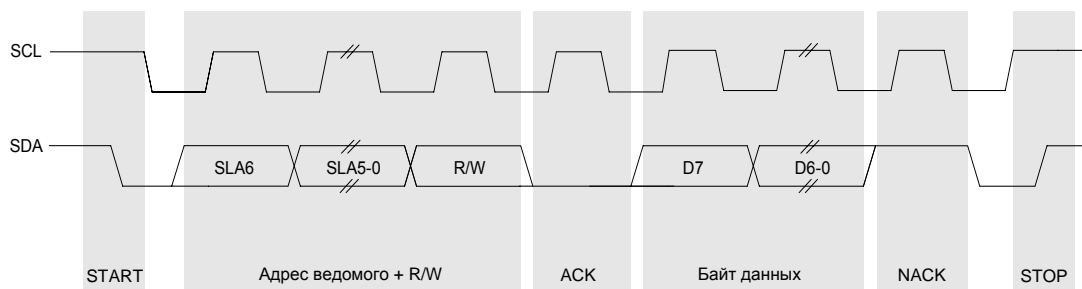 SCL
SDA
SLA6
SLA5-0
R/W
D7
D6-0
START
Адрес ведомого + R/W
ACK
Байт данных
NACK
STOP